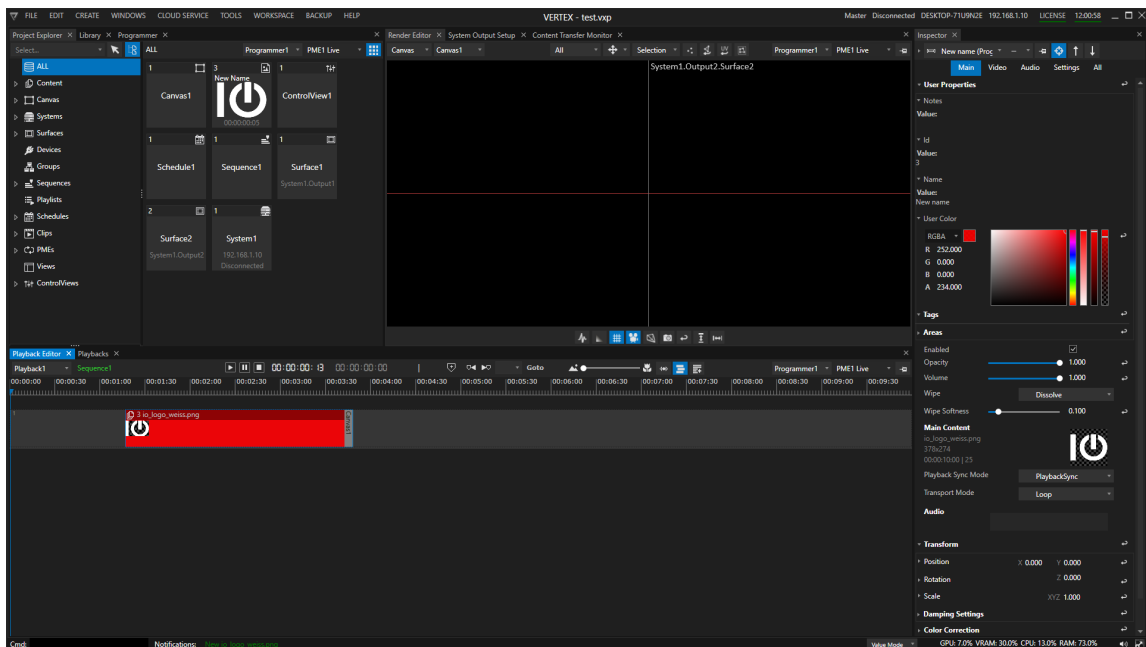 FILE EDIT CREATE WINDOWS CLOUD SERVICE TOOLS WORKSPACE BACKUP HELP VERTEX - test.vxp Master Disconnected DESKTOP-71U9N2E 192.168.1.10 LICENSE 12:00:58
Project Explorer Library Programmer Render Editor System Output Setup Content Transfer Monitor Inspector
Select... ALL Programmer1 PME1 Live Canvas Canvas1 All Selection UV Programmer1 PME1 Live New name (Proc
Main Video Audio Settings All
ALL
Content
Canvas
Systems
Surfaces
Devices
Groups
Sequences
Playlists
Schedules
Clips
PMEs
Views
ControlViews
1 3 1
New Name
Canvas1 ControlView1
00:00:00:05
1 1 1
Schedule1 Sequence1 Surface1
System1.Output1
2 1
Surface2 System1
System1.Output2 192.168.1.10
Disconnected
System1.Output2.Surface2
User Properties
Notes
Value:
Id
Value:
3
Name
Value:
New name
User Color
RGBA
R 252.000
G 0.000
B 0.000
A 234.000
Tags
Areas
Enabled
Opacity 1.000
Volume 1.000
Wipe Dissolve
Wipe Softness 0.100
Main Content
io_logo_weiss.png
378x274
00:00:10:00 | 25
Playback Sync Mode PlaybackSync
Transport Mode Loop
Audio
Transform
Position X 0.000 Y 0.000
Z 0.000
Rotation
Scale XYZ 1.000
Damping Settings
Color Correction
Playback Editor Playbacks
Playback1 Sequence1 00:00:00:13 00:00:00:00 Goto Programmer1 PME1 Live
00:00:00 00:00:30 00:01:00 00:01:30 00:02:00 00:02:30 00:03:00 00:03:30 00:04:00 00:04:30 00:05:00 00:05:30 00:06:00 00:06:30 00:07:00 00:07:30 00:08:00 00:08:30 00:09:00 00:09:30
1 3 io_logo_weiss.png Canvas1
Cmd: Notifications: New io_logo_weiss.png Value Mode GPU: 7.0% VRAM: 30.0% CPU: 13.0% RAM: 73.0%